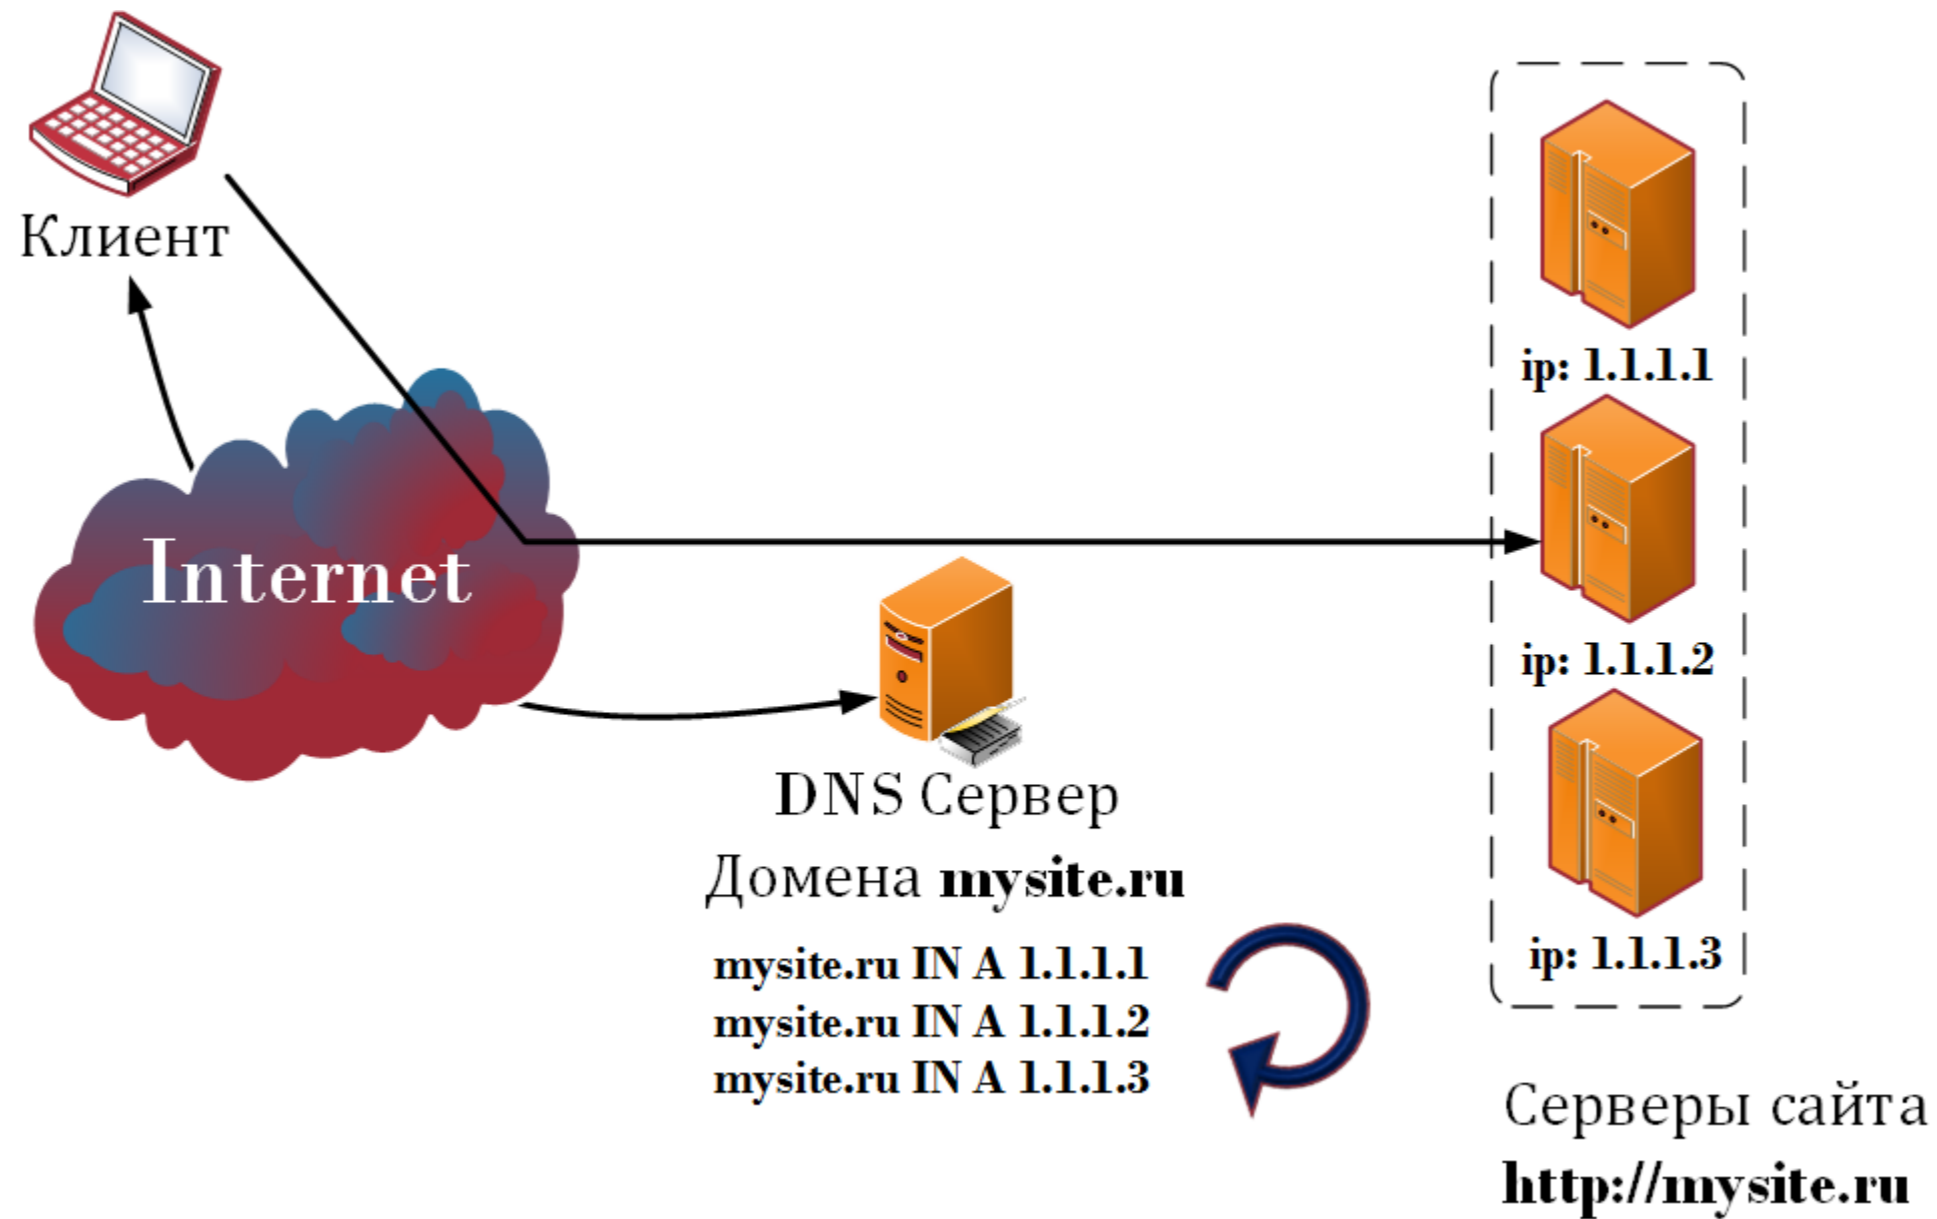 Клиент
Internet
ip: 1.1.1.1
ip: 1.1.1.2
ip: 1.1.1.3
DNS Сервер
Домена mysite.ru
mysite.ru IN A 1.1.1.1
mysite.ru IN A 1.1.1.2
mysite.ru IN A 1.1.1.3
Серверы сайта
http://mysite.ru